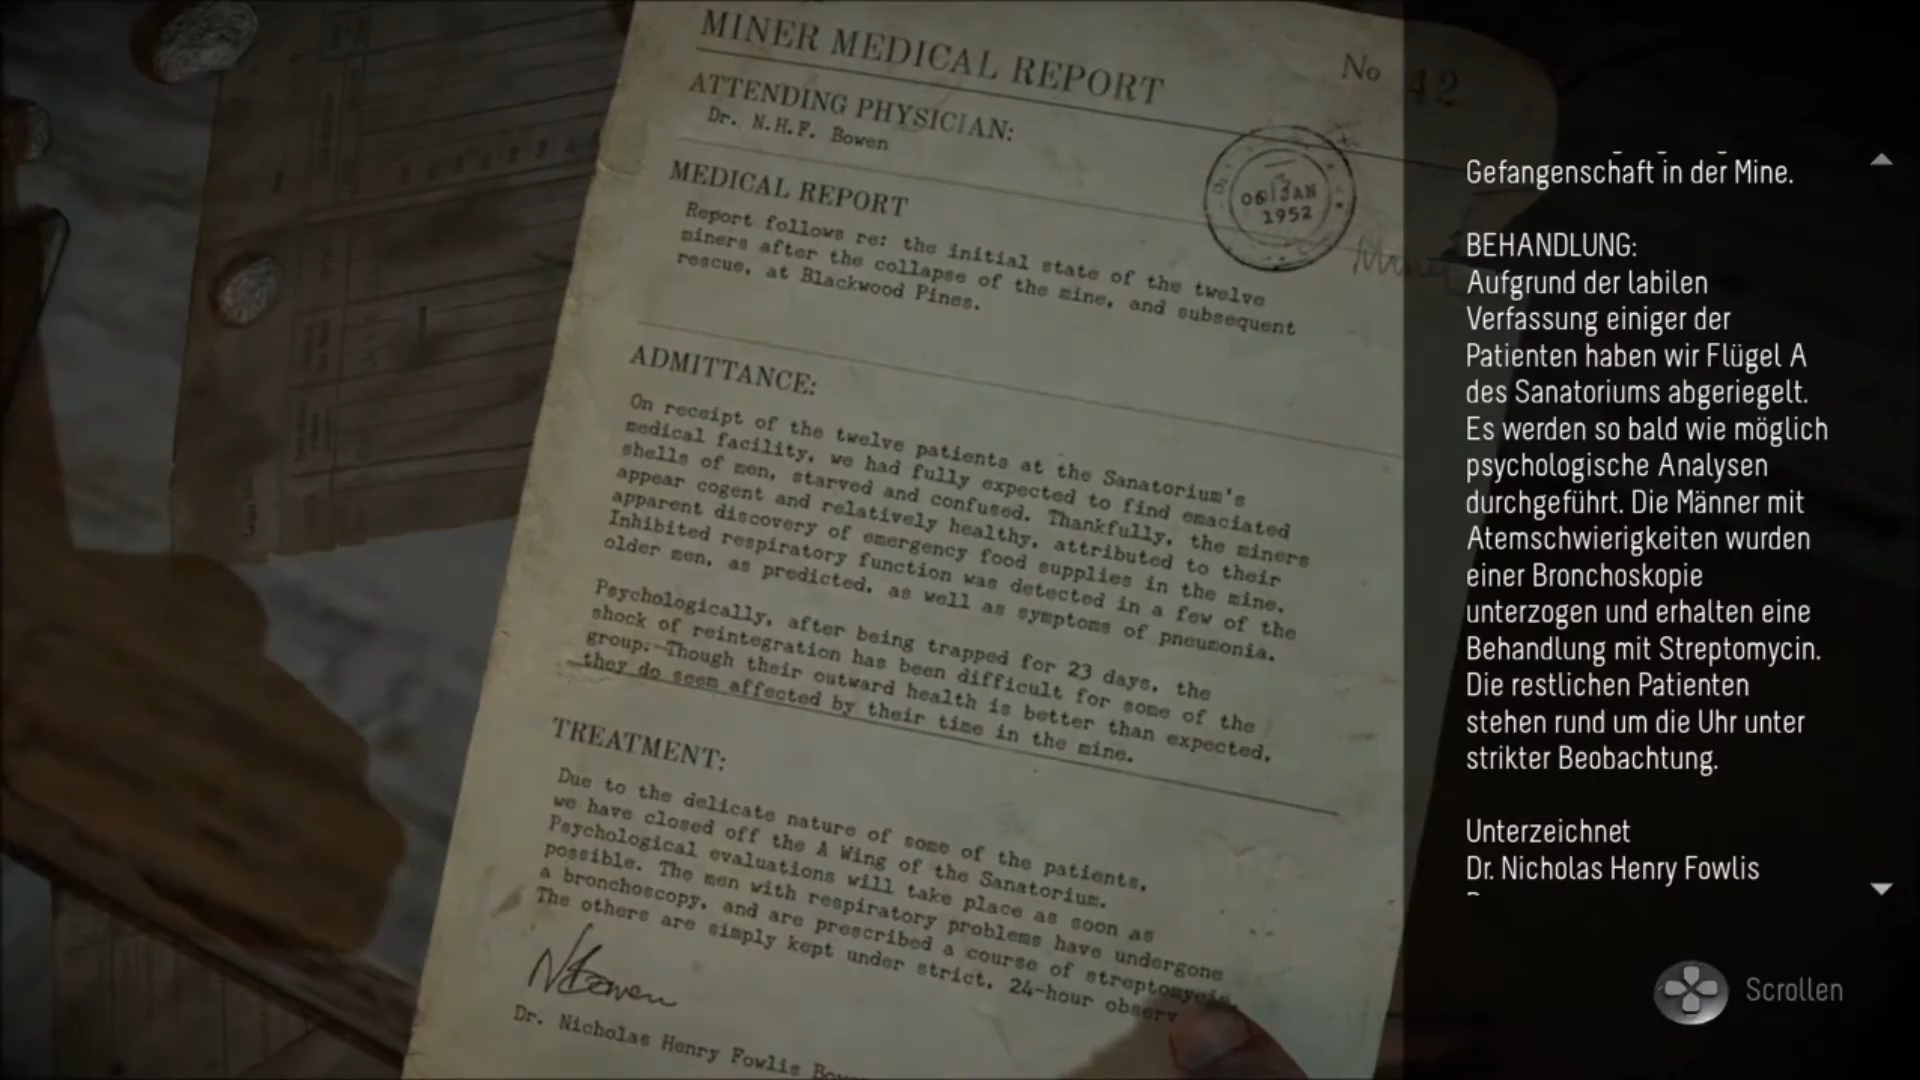 MINER MEDICAL REPORT
No 42
ATTENDING PHYSICIAN:
Dr. N.H.F. Bowen
06 JAN
1952
MEDICAL REPORT
Report follows re: the initial state of the twelve
miners after the collapse of the mine, and subsequent
rescue, at Blackwood Pines.
ADMITTANCE:
On receipt of the twelve patients at the Sanatorium's
medical facility, we had fully expected to find emaciated
shells of men, starved and confused. Thankfully, the miners
appear cogent and relatively healthy, attributed to their
apparent discovery of emergency food supplies in the mine.
Inhibited respiratory function was detected in a few of the
older men, as predicted, as well as symptoms of pneumonia.
Psychologically, after being trapped for 23 days, the
shock of reintegration has been difficult for some of the
group. Though their outward health is better than expected,
they do seem affected by their time in the mine.
TREATMENT:
Due to the delicate nature of some of the patients,
we have closed off the A Wing of the Sanatorium.
Psychological evaluations will take place as soon as
possible. The men with respiratory problems have undergone
a bronchoscopy, and are prescribed a course of streptomycin.
The others are simply kept under strict, 24-hour observ
NBowen
Dr. Nicholas Henry Fowlis Bowe
Gefangenschaft in der Mine.
BEHANDLUNG:
Aufgrund der labilen
Verfassung einiger der
Patienten haben wir Flügel A
des Sanatoriums abgeriegelt.
Es werden so bald wie möglich
psychologische Analysen
durchgeführt. Die Männer mit
Atemschwierigkeiten wurden
einer Bronchoskopie
unterzogen und erhalten eine
Behandlung mit Streptomycin.
Die restlichen Patienten
stehen rund um die Uhr unter
strikter Beobachtung.
Unterzeichnet
Dr. Nicholas Henry Fowlis
Scrollen